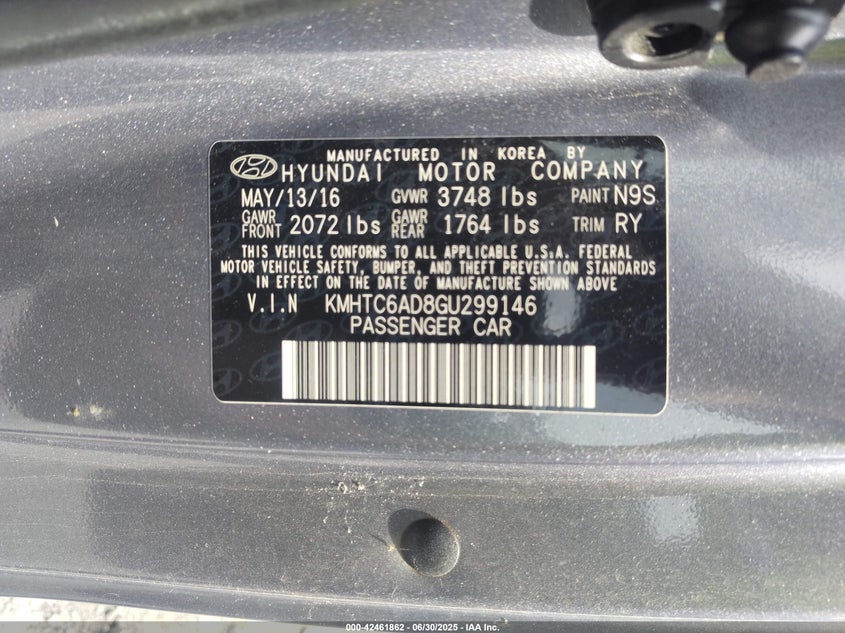 MANUFACTURED IN KOREA BY
HYUNDAI MOTOR COMPANY
MAY/13/16 GVWR 3748 lbs PAINT N9S
GAWR FRONT 2072 lbs GAWR REAR 1764 lbs TRIM RY
THIS VEHICLE CONFORMS TO ALL APPLICABLE U.S.A. FEDERAL
MOTOR VEHICLE SAFETY, BUMPER, AND THEFT PREVENTION STANDARDS
IN EFFECT ON THE DATE OF MANUFACTURE SHOWN ABOVE
V.I.N KMHTC6AD8GU299146
PASSENGER CAR
000-42461862 - 06/30/2025 - IAA Inc.